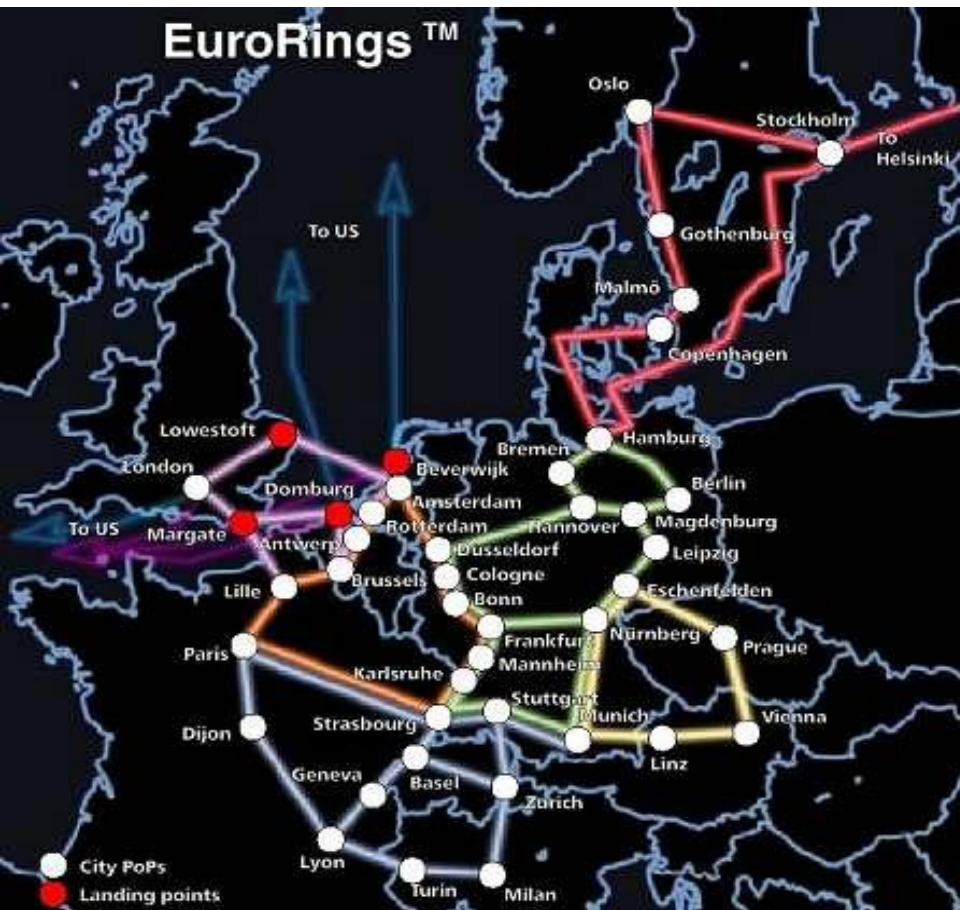 EuroRings ™
Oslo
Stockholm
To
Helsinki
To US
Gothenburg
Malmö
Copenhagen
Lowestoft
Hamburg
Bremen
London
Beverwijk
Berlin
Domburg
Amsterdam
To US
Margate
Rotterdam
Hannover
Magdenburg
Antwerp
Dusseldorf
Leipzig
Lille
Brussels
Cologne
Eschenfelden
Bonn
Paris
Frankfur
Nürnberg
Prague
Karlsruhe
Mannheim
Strasbourg
Stuttgart
Munich
Vienna
Dijon
Linz
Geneva
Basel
Zurich
Lyon
City PoPs
Turin
Milan
Landing points